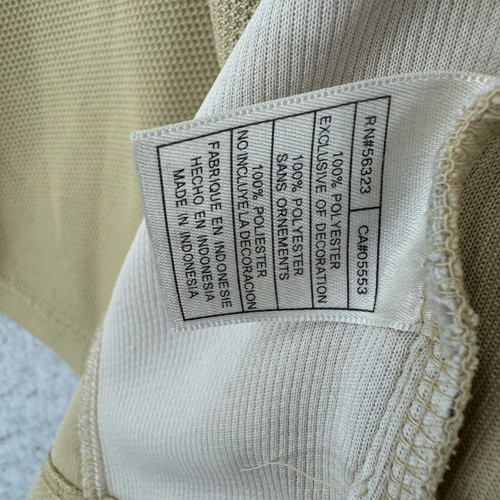 RN#56323 CA#05553
100% POLYESTER
EXCLUSIVE OF DECORATION
100% POLYESTER
SANS ORNEMENTS
100% POLIESTER
NO INCLUYE LA DECORACION
FABRIQUE EN INDONESIE
HECHO EN INDONESIA
MADE IN INDONESIA